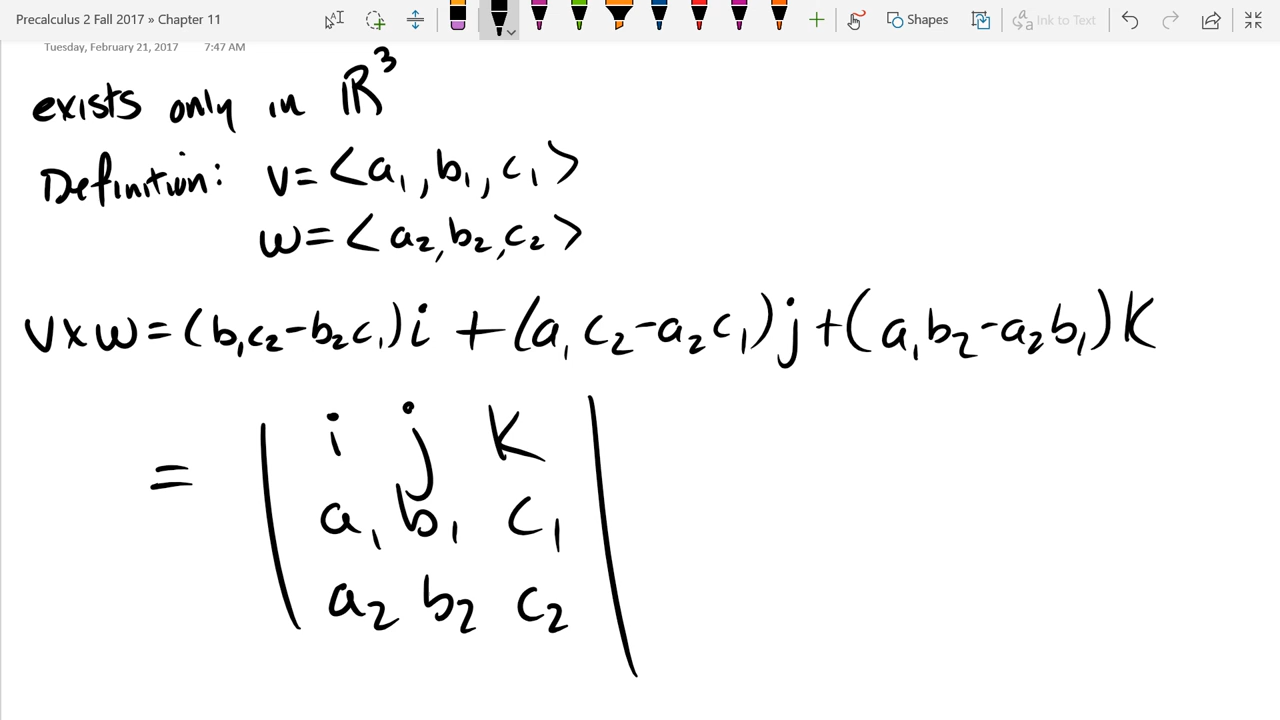 Precalculus 2 Fall 2017 » Chapter 11
Shapes
Ink to Text
Tuesday, February 21, 2017 7:47 AM
exists only in ℝ³
Definition: v = <a₁, b₁, c₁>
w = <a₂, b₂, c₂>
v x w = (b₁c₂ - b₂c₁)i + (a₁c₂ - a₂c₁)j + (a₁b₂ - a₂b₁)k
= | i j k |
a₁ b₁ c₁
a₂ b₂ c₂